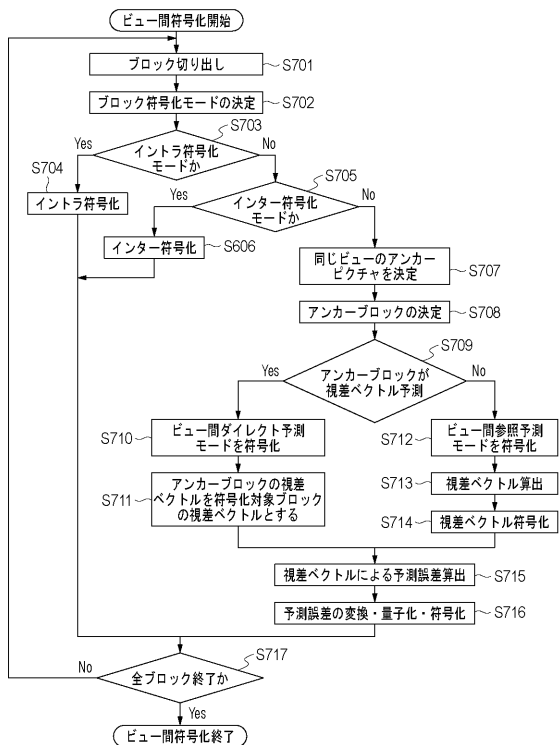 ビュー間符号化開始
ブロック切り出し
S701
ブロック符号化モードの決定
S702
S703
イントラ符号化
モードか
Yes
No
S704
イントラ符号化
S705
インター符号化
モードか
Yes
No
インター符号化
S606
同じビューのアンカー
ピクチャを決定
S707
アンカーブロックの決定
S708
S709
アンカーブロックが
視差ベクトル予測
Yes
No
S710
ビュー間ダイレクト予測
モードを符号化
S712
ビュー間参照予測
モードを符号化
S711
アンカーブロックの視差
ベクトルを符号化対象ブロック
の視差ベクトルとする
S713
視差ベクトル算出
S714
視差ベクトル符号化
視差ベクトルによる予測誤差算出
S715
予測誤差の変換・量子化・符号化
S716
S717
No
全ブロック終了か
Yes
ビュー間符号化終了